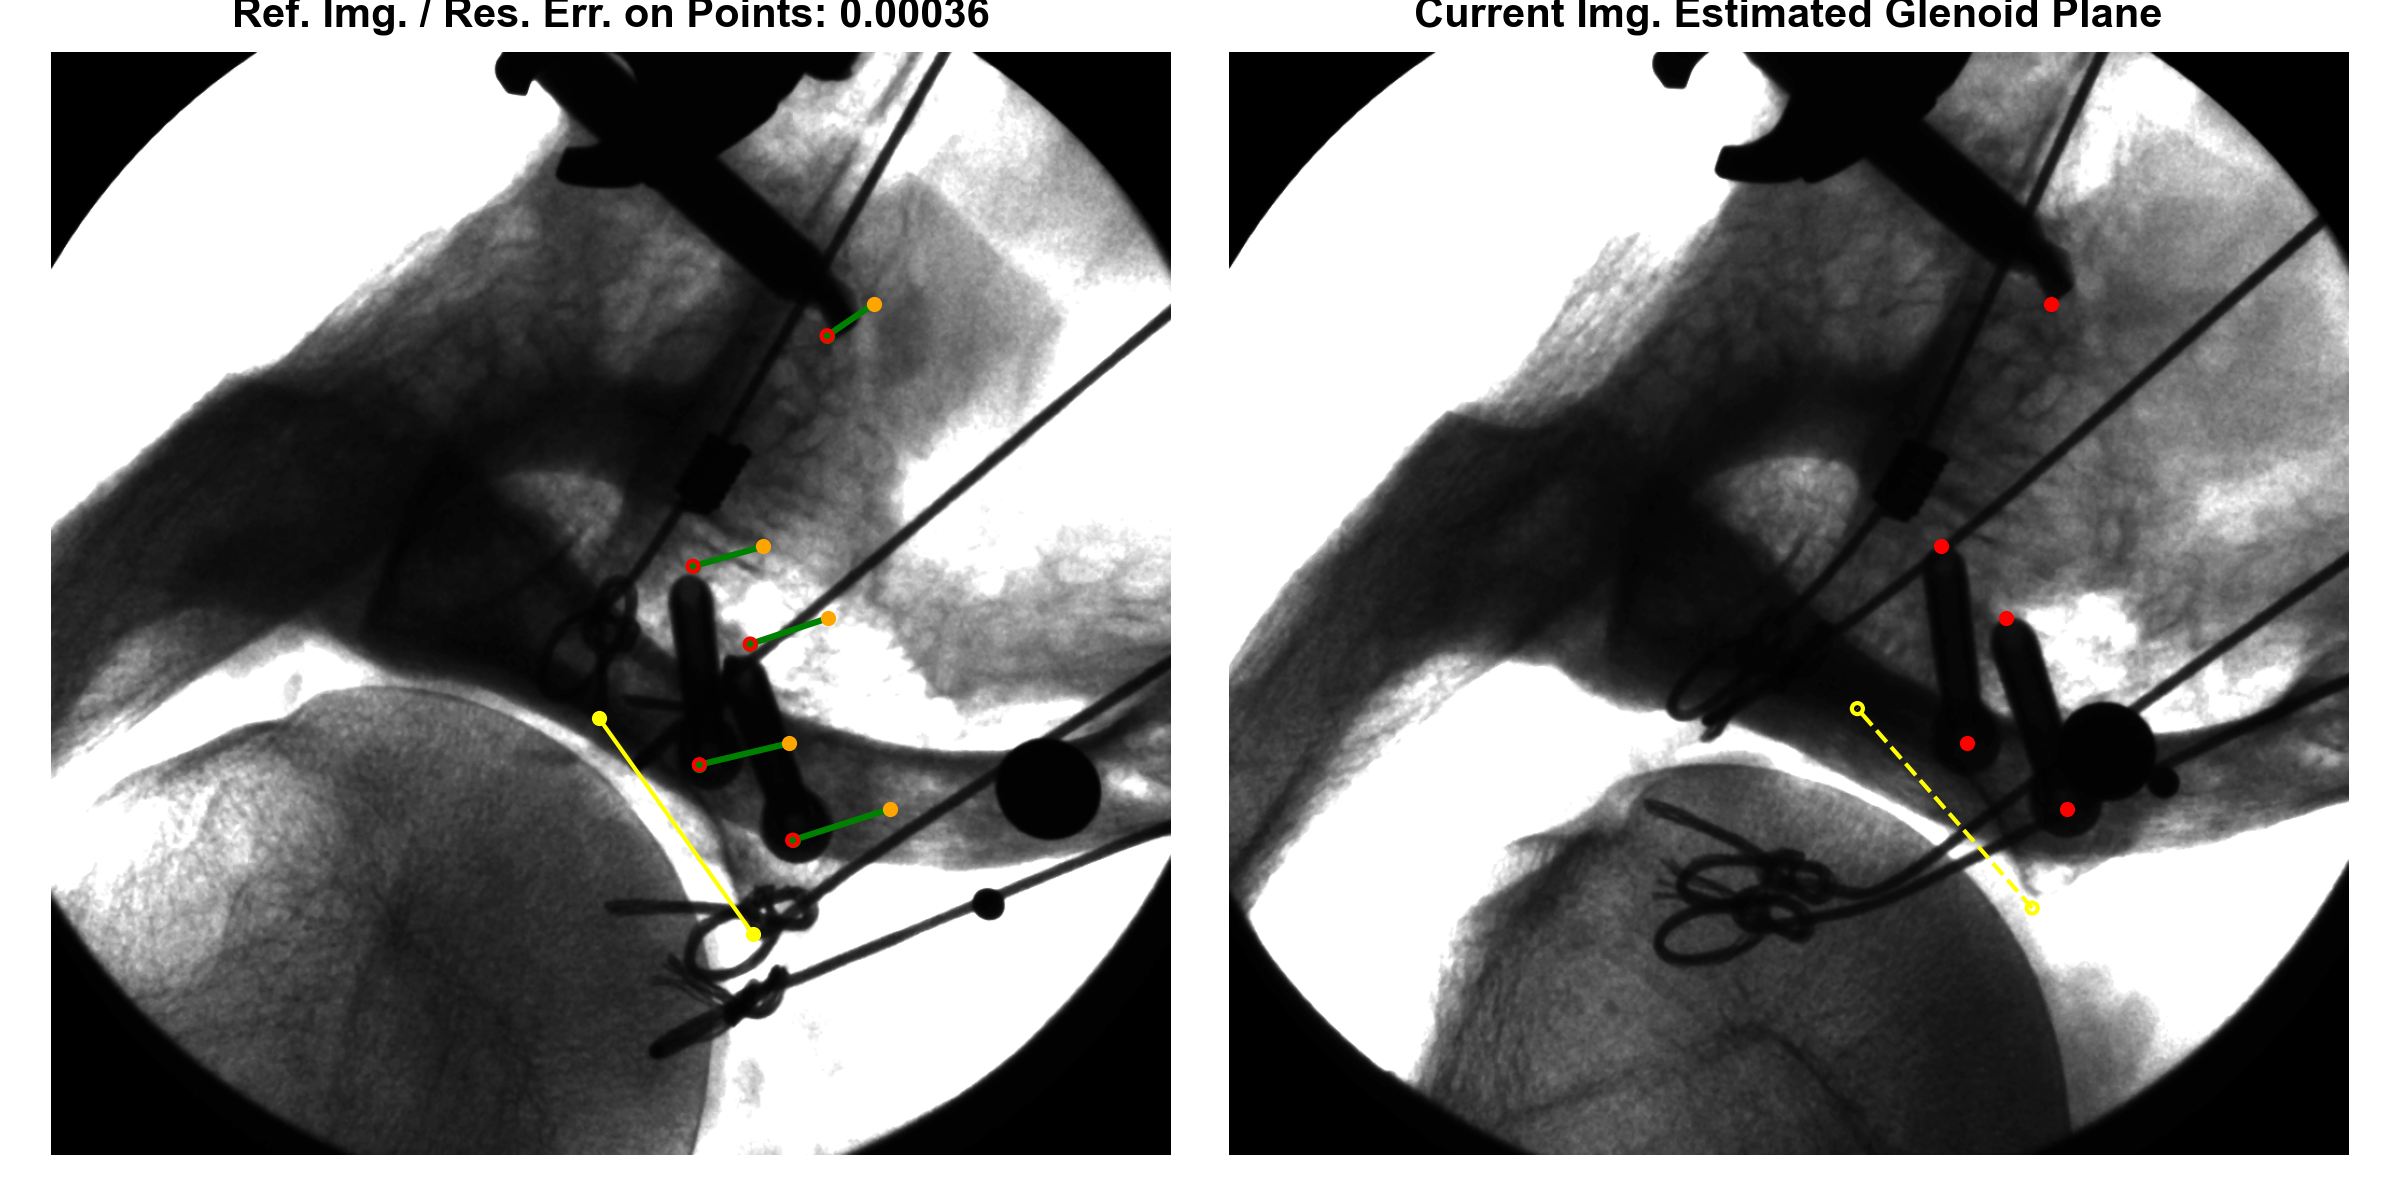 Ref. Img. / Res. Err. on Points: 0.00036
Current Img. Estimated Glenoid Plane